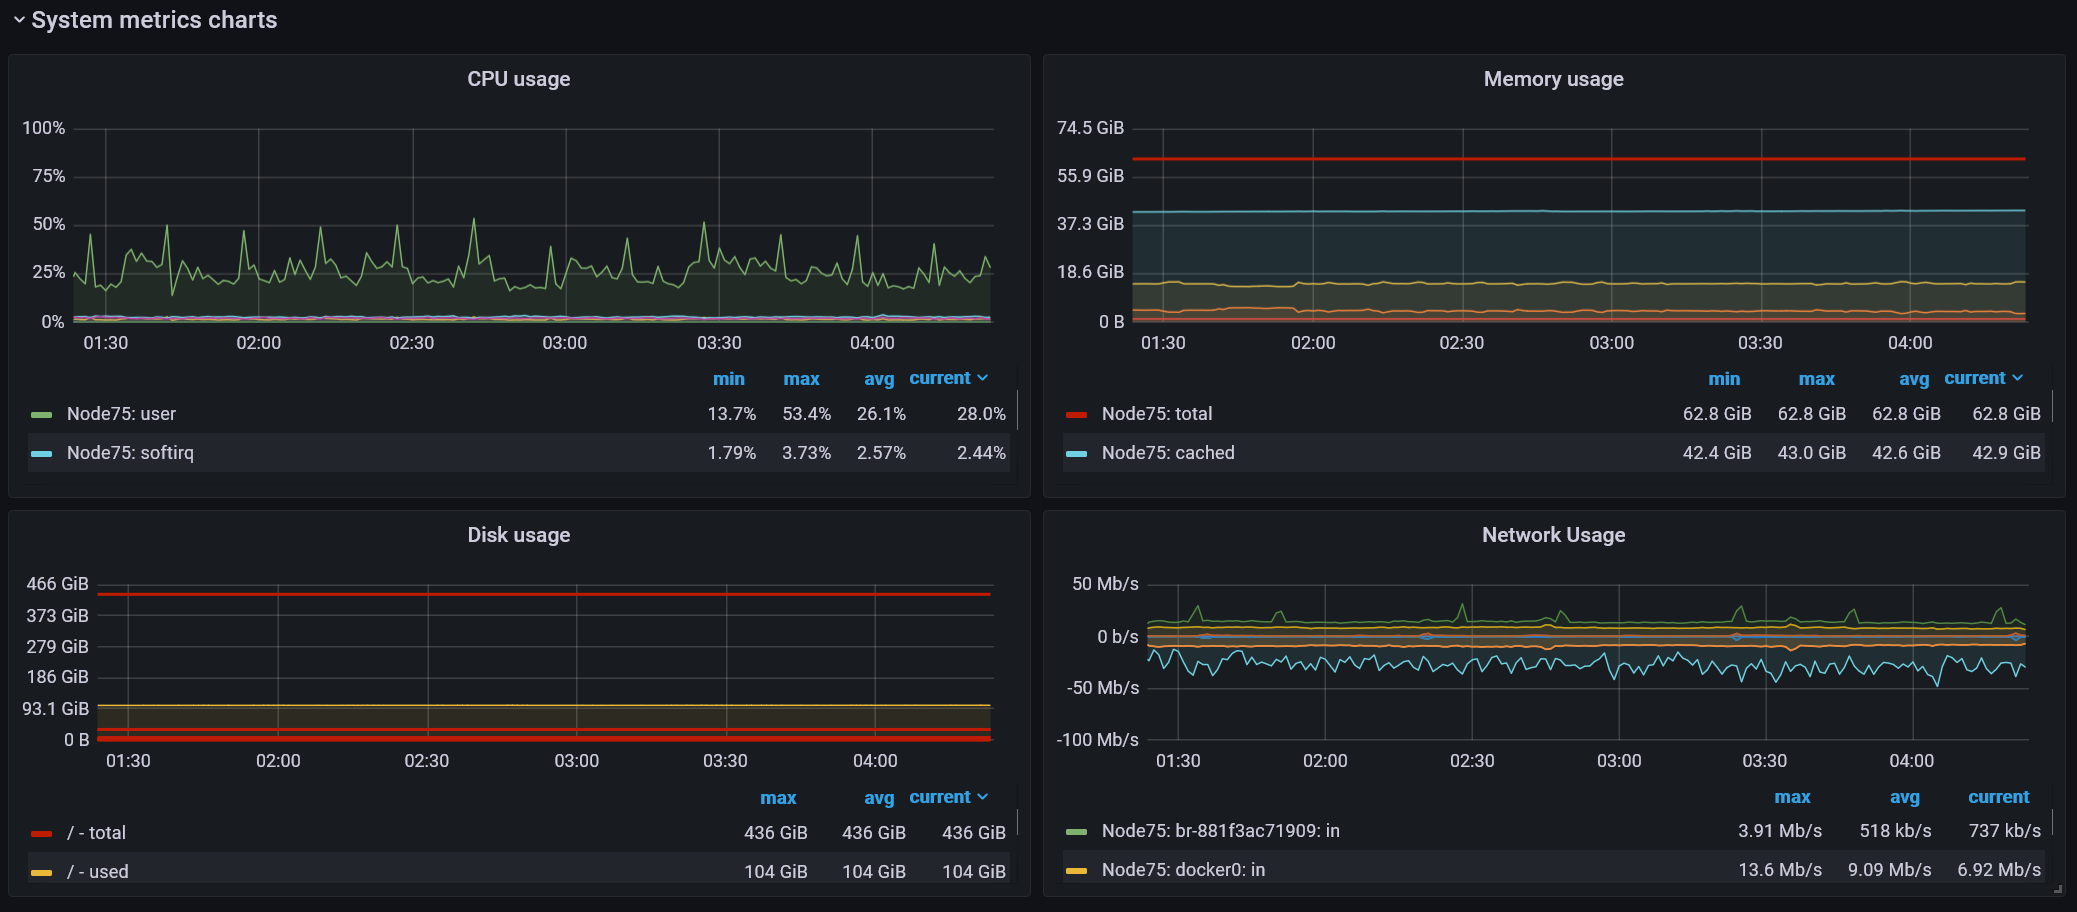 System metrics charts
CPU usage
100%
75%
50%
25%
0%
01:30 02:00 02:30 03:00 03:30 04:00
min max avg current
Node75: user 13.7% 53.4% 26.1% 28.0%
Node75: softirq 1.79% 3.73% 2.57% 2.44%
Memory usage
74.5 GiB
55.9 GiB
37.3 GiB
18.6 GiB
0 B
01:30 02:00 02:30 03:00 03:30 04:00
min max avg current
Node75: total 62.8 GiB 62.8 GiB 62.8 GiB 62.8 GiB
Node75: cached 42.4 GiB 43.0 GiB 42.6 GiB 42.9 GiB
Disk usage
466 GiB
373 GiB
279 GiB
186 GiB
93.1 GiB
0 B
01:30 02:00 02:30 03:00 03:30 04:00
max avg current
/ - total 436 GiB 436 GiB 436 GiB
/ - used 104 GiB 104 GiB 104 GiB
Network Usage
50 Mb/s
0 b/s
-50 Mb/s
-100 Mb/s
01:30 02:00 02:30 03:00 03:30 04:00
max avg current
Node75: br-881f3ac71909: in 3.91 Mb/s 518 kb/s 737 kb/s
Node75: docker0: in 13.6 Mb/s 9.09 Mb/s 6.92 Mb/s